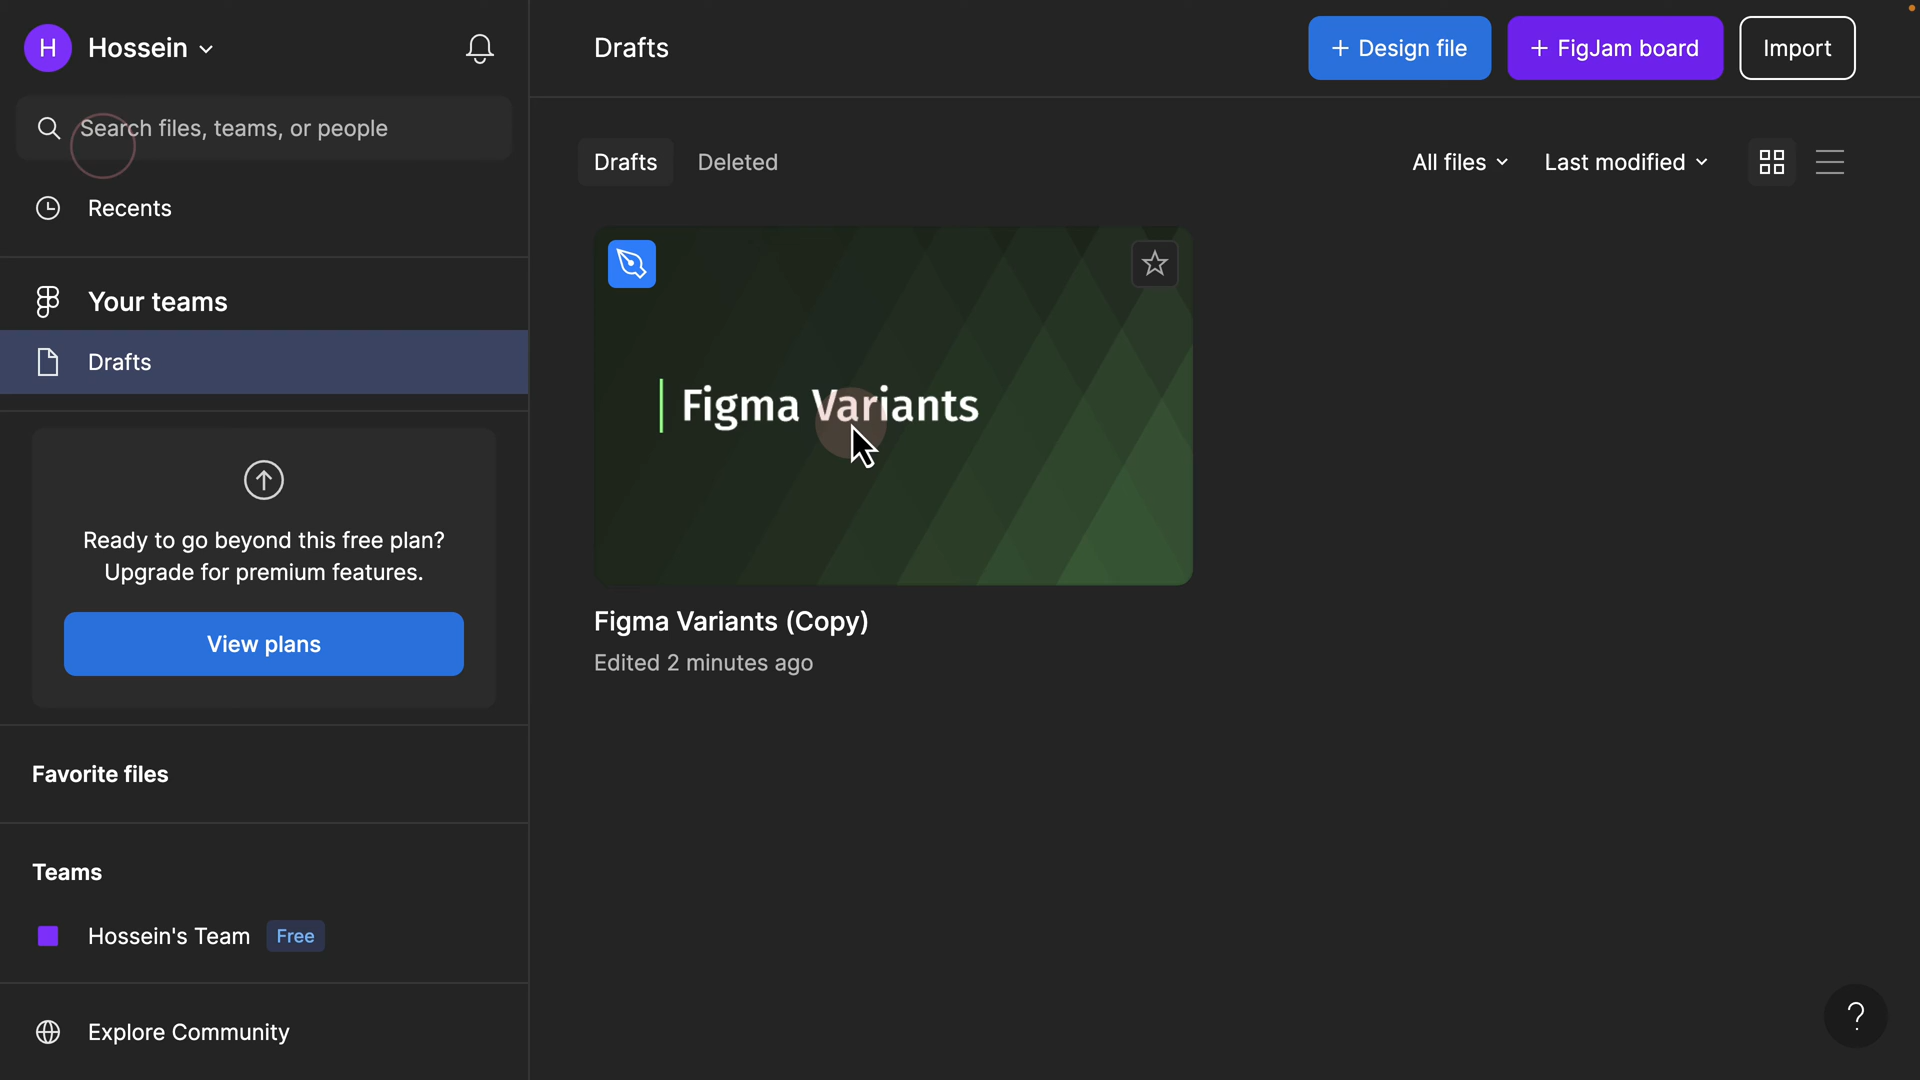 H Hossein
Search files, teams, or people
Recents
Your teams
Drafts
Ready to go beyond this free plan?
Upgrade for premium features.
View plans
Favorite files
Teams
Hossein's Team Free
Explore Community
Drafts
+ Design file
+ FigJam board
Import
Drafts
Deleted
All files
Last modified
Figma Variants
Figma Variants (Copy)
Edited 2 minutes ago
?